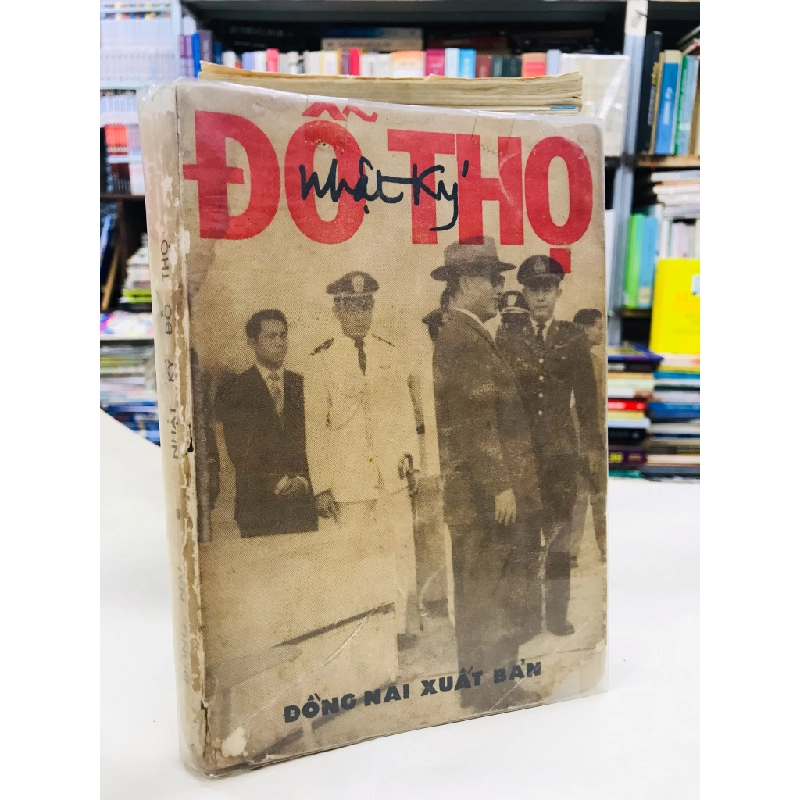 ĐỖ THỌ
Nhật Ký
ĐỒNG NAI XUẤT BẢN
NHẬT KÝ ĐỖ THỌ